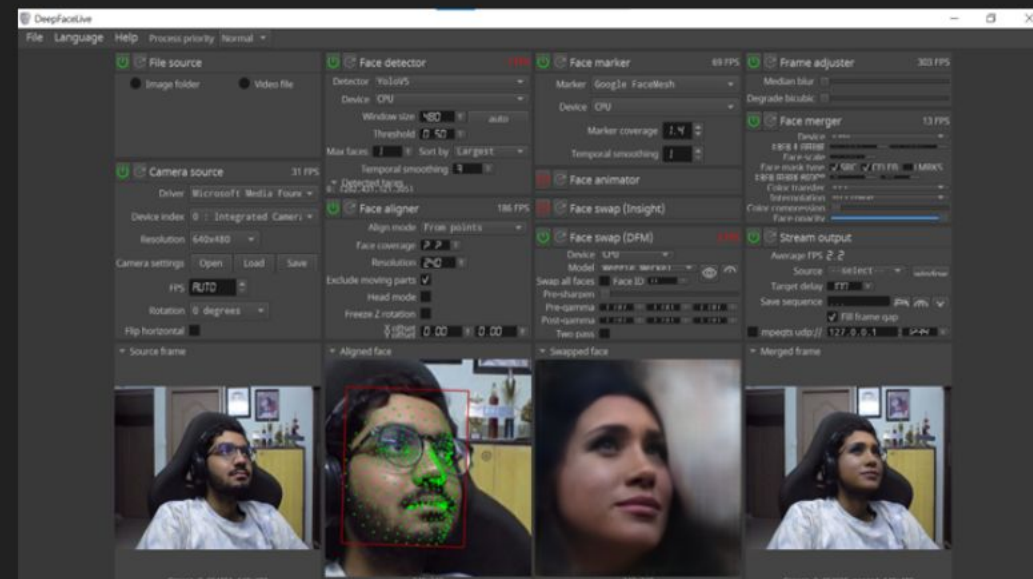 DeepFaceLive
File Language Help Process priority Normal
File source
Image folder Video file
Camera source 31 FPS
Driver Microsoft Media Foun
Device index 0 : Integrated Camer
Resolution 640x480
Camera settings Open Load Save
FPS AUTO
Rotation 0 degrees
Flip horizontal
Source frame
Face detector
Detector YoloV5
Device CPU
Window size 480 auto
Threshold 0.50
Max faces 1 Sort by Largest
Temporal smoothing
Detected faces
Face aligner 186 FPS
Align mode From points
Face coverage 2.2
Resolution
Exclude moving parts
Head mode
Freeze Z rotation
X offset
Y offset 0.00 0.00
Aligned face
Face marker 69 FPS
Marker Google FaceMesh
Device CPU
Marker coverage 1.4
Temporal smoothing 1
Face animator
Face swap (Insight)
Face swap (DFM)
Device CPU
Model
Swap all faces Face ID 0
Pre-sharpen
Pre-gamma
Post-gamma
Two pass
Swapped face
Frame adjuster 303 FPS
Median blur
Degrade bicubic
Face merger 13 FPS
Device
Face scale
Face mask type SRC CELEB LMRKS
Color transfer
Interpolation
Color compression
Face opacity
Stream output
Average FPS 2.2
Source --select-- window
Target delay
Save sequence ...
Fill frame gap
mpegts udp:// 127.0.0.1
Merged frame